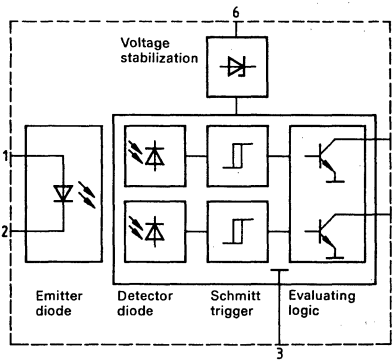 6
Voltage
stabilization
1
2
Emitter
diode
Detector
diode
Schmitt
trigger
Evaluating
logic
3